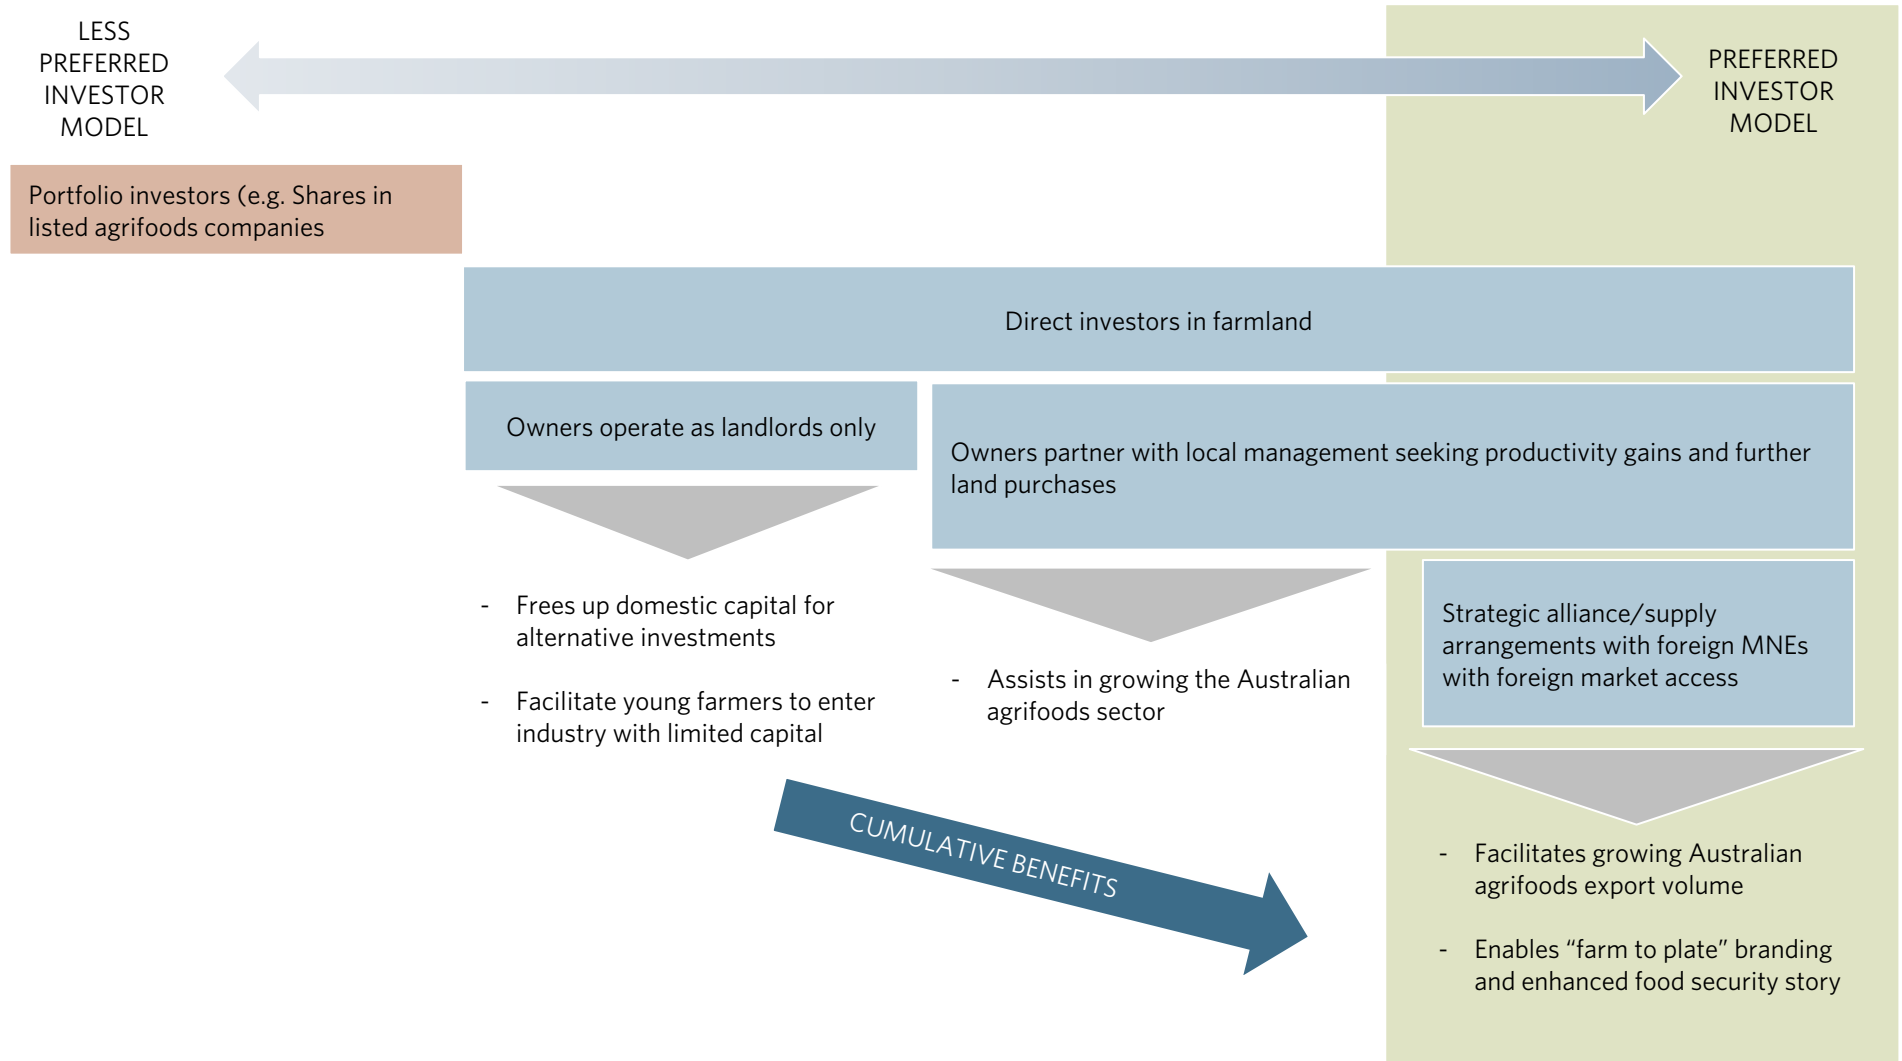 LESS
PREFERRED
INVESTOR
MODEL
PREFERRED
INVESTOR
MODEL
Portfolio investors (e.g. Shares in
listed agrifoods companies
Direct investors in farmland
Owners operate as landlords only
Owners partner with local management seeking productivity gains and further
land purchases
Strategic alliance/supply
arrangements with foreign MNEs
with foreign market access
- Frees up domestic capital for
alternative investments
- Facilitate young farmers to enter
industry with limited capital
- Assists in growing the Australian
agrifoods sector
CUMULATIVE BENEFITS
- Facilitates growing Australian
agrifoods export volume
- Enables “farm to plate” branding
and enhanced food security story